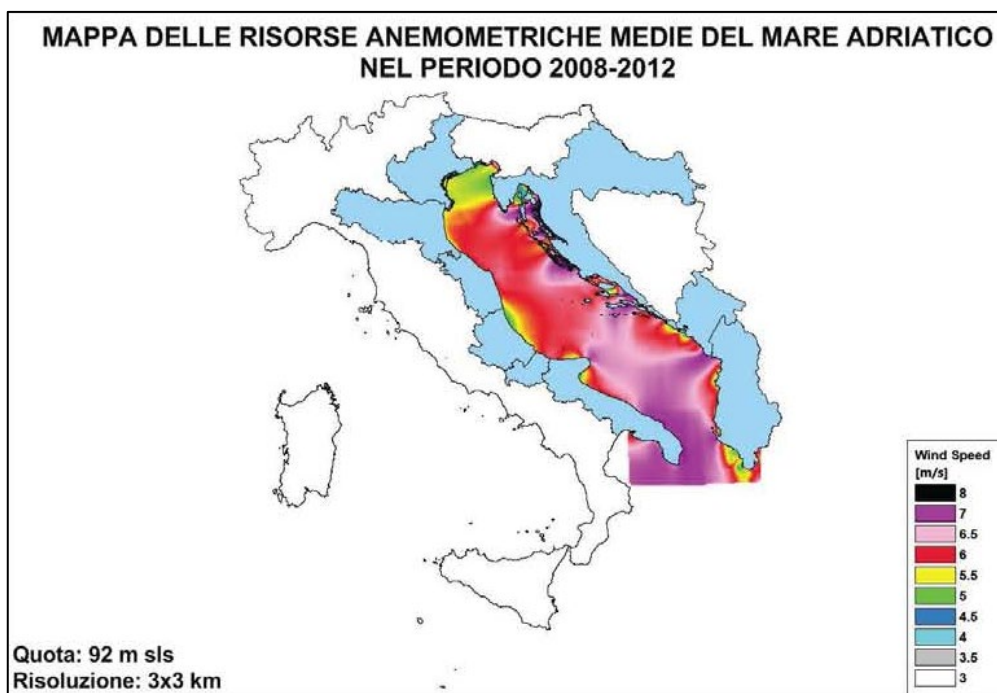 MAPPA DELLE RISORSE ANEMOMETRICHE MEDIE DEL MARE ADRIATICO
NEL PERIODO 2008-2012
Wind Speed
[m/s]
8
7
6.5
6
5.5
5
4.5
4
3.5
3
Quota: 92 m sls
Risoluzione: 3x3 km